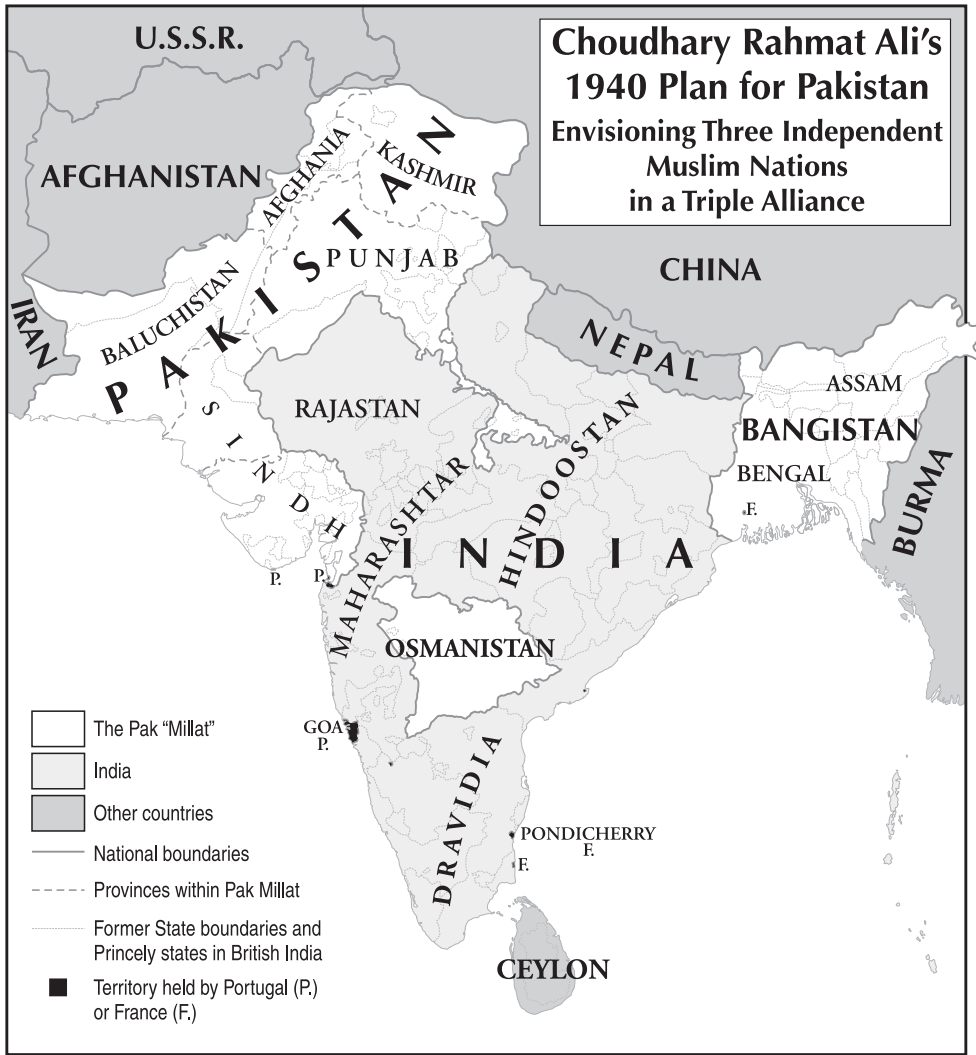 Choudhary Rahmat Ali's
1940 Plan for Pakistan
Envisioning Three Independent
Muslim Nations
in a Triple Alliance
U.S.S.R.
AFGHANISTAN
AFGHANIA
KASHMIR
PAKISTAN
PUNJAB
CHINA
IRAN
BALUCHISTAN
NEPAL
SINDH
RAJASTAN
ASSAM
BANGISTAN
BENGAL
F.
BURMA
HINDOOSTAN
MAHARASHTAR
INDIA
P.
P.
OSMANISTAN
GOA
P.
DRAVIDIA
PONDICHERRY
F.
F.
CEYLON
The Pak "Millat"
India
Other countries
National boundaries
Provinces within Pak Millat
Former State boundaries and
Princely states in British India
Territory held by Portugal (P.)
or France (F.)